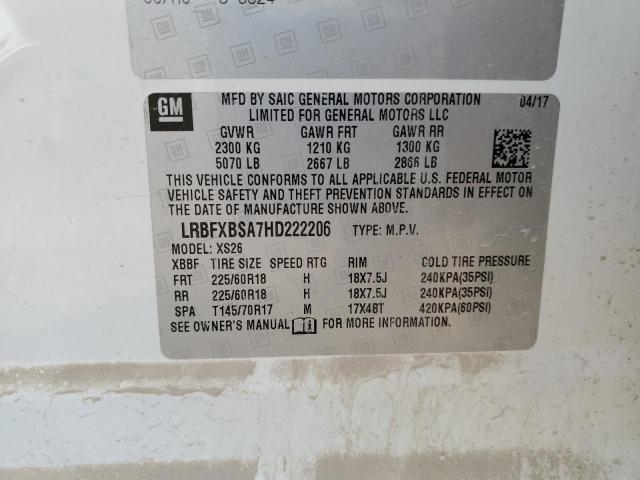 GM
MFD BY SAIC GENERAL MOTORS CORPORATION 04/17
LIMITED FOR GENERAL MOTORS LLC
GVWR GAWR FRT GAWR RR
2300 KG 1210 KG 1300 KG
5070 LB 2667 LB 2866 LB
THIS VEHICLE CONFORMS TO ALL APPLICABLE U.S. FEDERAL MOTOR
VEHICLE SAFETY AND THEFT PREVENTION STANDARDS IN EFFECT
ON THE DATE OF MANUFACTURE SHOWN ABOVE.
LRBFXBSA7HD222206 TYPE: M.P.V.
MODEL: XS26
XBBF TIRE SIZE SPEED RTG RIM COLD TIRE PRESSURE
FRT 225/60R18 H 18X7.5J 240KPA(35PSI)
RR 225/60R18 H 18X7.5J 240KPA(35PSI)
SPA T145/70R17 M 17X4BT 420KPA(60PSI)
SEE OWNER'S MANUAL FOR MORE INFORMATION.